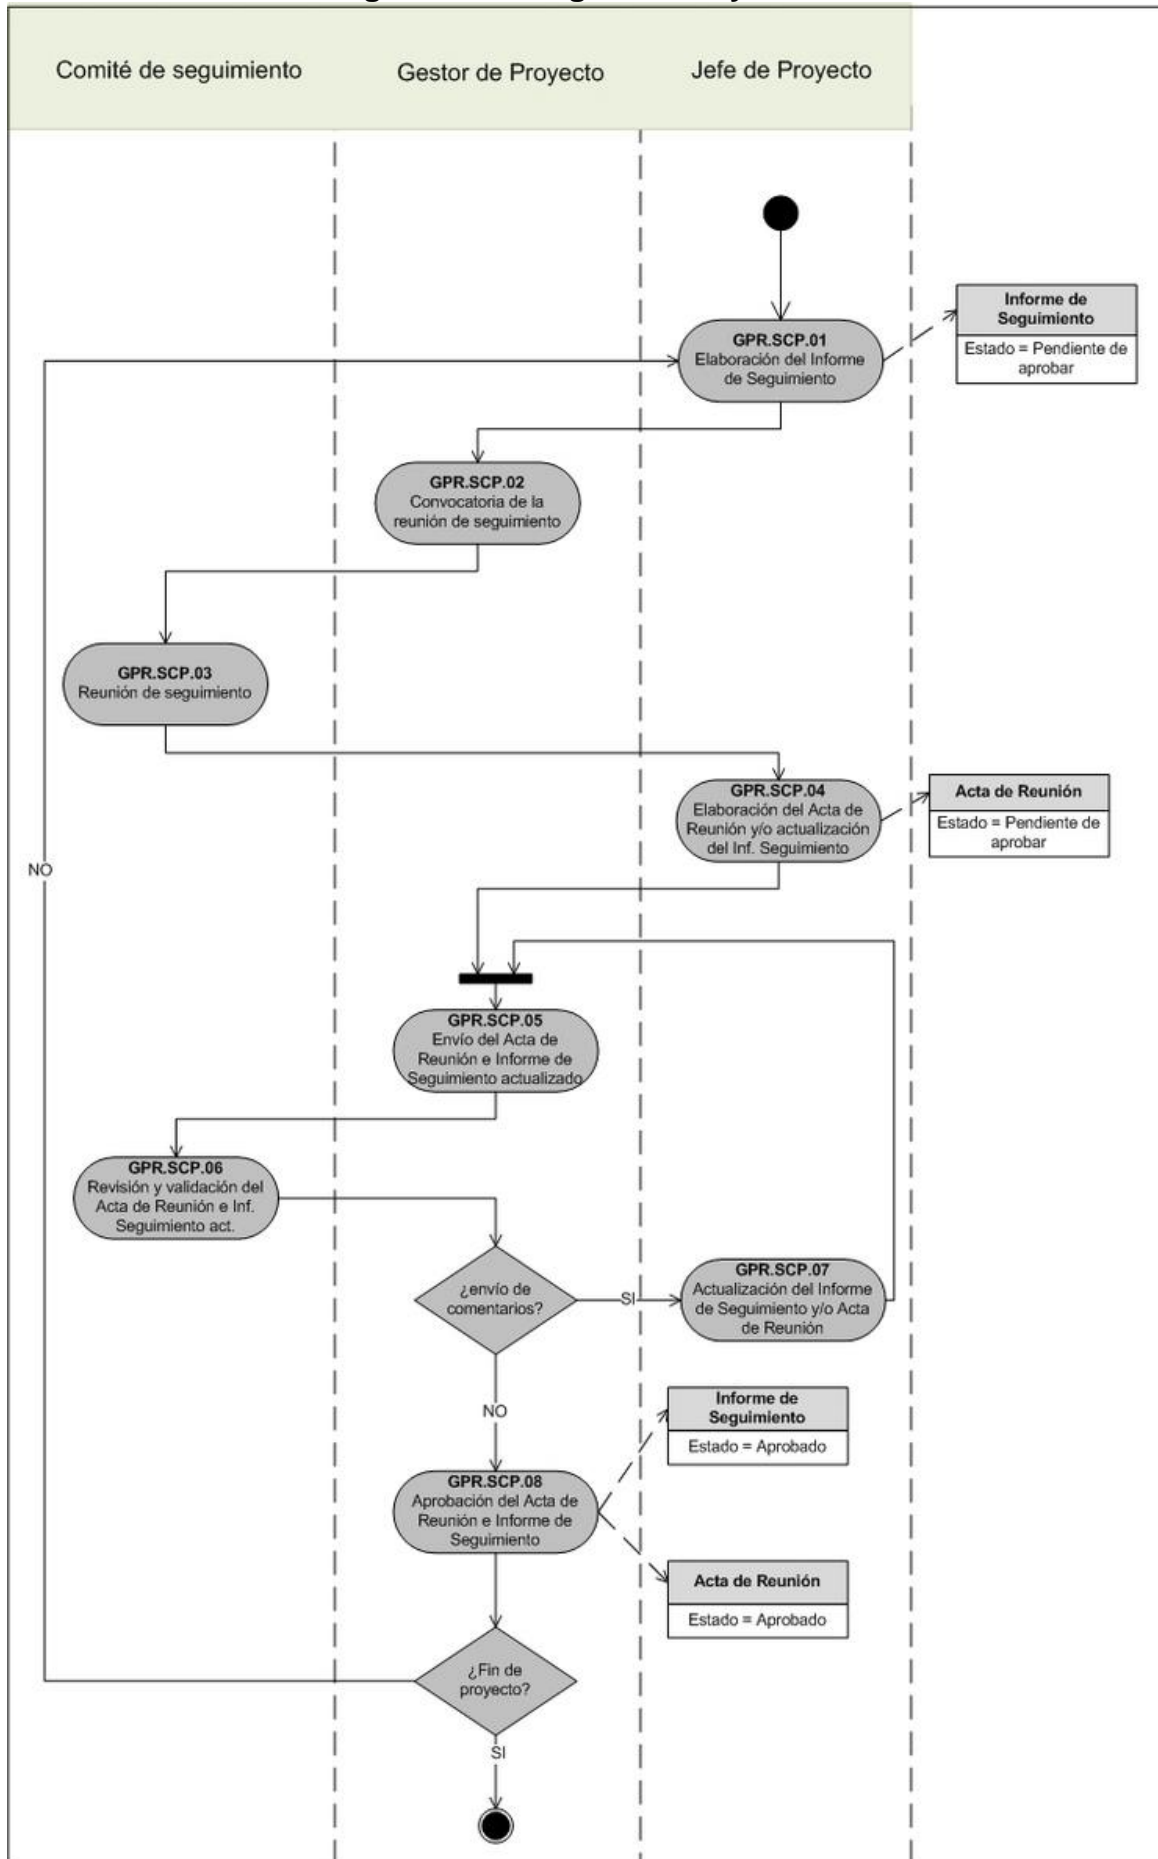 Comité de seguimiento
Gestor de Proyecto
Jefe de Proyecto
GPR.SCP.01
Elaboración del Informe
de Seguimiento
Informe de
Seguimiento
Estado = Pendiente de
aprobar
GPR.SCP.02
Convocatoria de la
reunión de seguimiento
GPR.SCP.03
Reunión de seguimiento
GPR.SCP.04
Elaboración del Acta de
Reunión y/o actualización
del Inf. Seguimiento
Acta de Reunión
Estado = Pendiente de
aprobar
NO
GPR.SCP.05
Envío del Acta de
Reunión e Informe de
Seguimiento actualizado
GPR.SCP.06
Revisión y validación del
Acta de Reunión e Inf.
Seguimiento act.
¿envío de
comentarios?
SI
GPR.SCP.07
Actualización del Informe
de Seguimiento y/o Acta
de Reunión
NO
Informe de
Seguimiento
Estado = Aprobado
GPR.SCP.08
Aprobación del Acta de
Reunión e Informe de
Seguimiento
Acta de Reunión
Estado = Aprobado
¿Fin de
proyecto?
SI